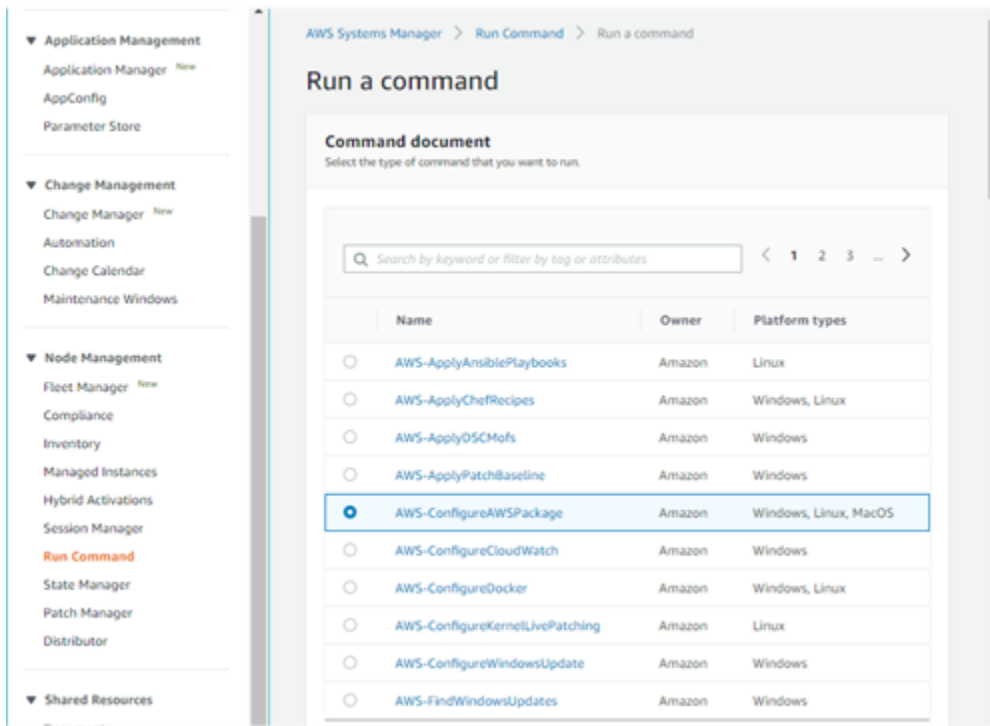 Application Management
Application Manager New
AppConfig
Parameter Store
Change Management
Change Manager New
Automation
Change Calendar
Maintenance Windows
Node Management
Fleet Manager New
Compliance
Inventory
Managed Instances
Hybrid Activations
Session Manager
Run Command
State Manager
Patch Manager
Distributor
Shared Resources
AWS Systems Manager > Run Command > Run a command
Run a command
Command document
Select the type of command that you want to run.
Search by keyword or filter by tag or attributes
< 1 2 3 ... >
Name Owner Platform types
AWS-ApplyAnsiblePlaybooks Amazon Linux
AWS-ApplyChefRecipes Amazon Windows, Linux
AWS-ApplyDSCMofs Amazon Windows
AWS-ApplyPatchBaseline Amazon Windows
AWS-ConfigureAWSPackage Amazon Windows, Linux, MacOS
AWS-ConfigureCloudWatch Amazon Windows
AWS-ConfigureDocker Amazon Windows, Linux
AWS-ConfigureKernelLivePatching Amazon Linux
AWS-ConfigureWindowsUpdate Amazon Windows
AWS-FindWindowsUpdates Amazon Windows